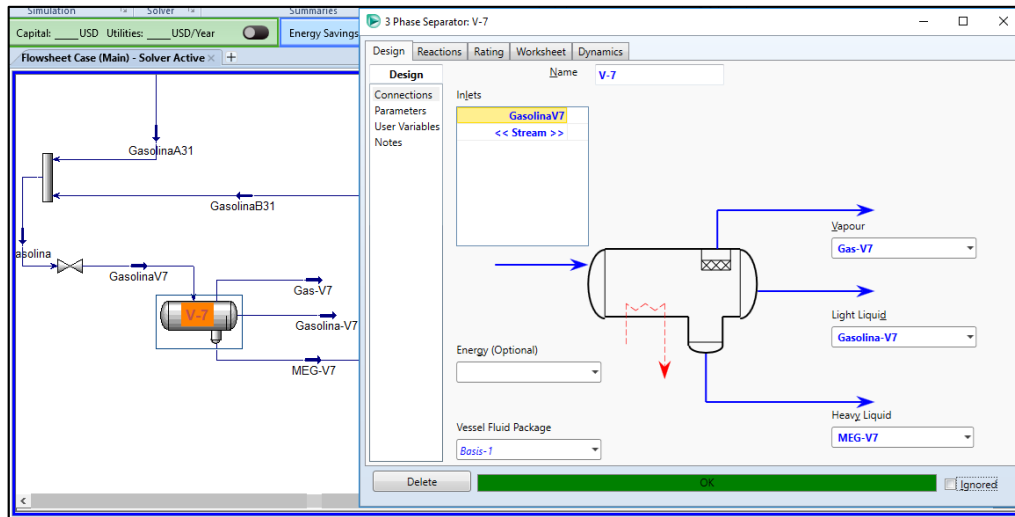 Simulation
Solver
Summaries
Capital: ____USD Utilities: ____USD/Year
Energy Savings
Flowsheet Case (Main) - Solver Active × +
GasolinaA31
GasolinaB31
asolina
GasolinaV7
V-7
Gas-V7
Gasolina-V7
MEG-V7
3 Phase Separator: V-7
Design Reactions Rating Worksheet Dynamics
Design
Connections
Parameters
User Variables
Notes
Name V-7
Inlets
GasolinaV7
<< Stream >>
Vapour
Gas-V7
Light Liquid
Gasolina-V7
Energy (Optional)
Heavy Liquid
MEG-V7
Vessel Fluid Package
Basis-1
Delete
OK
Ignored